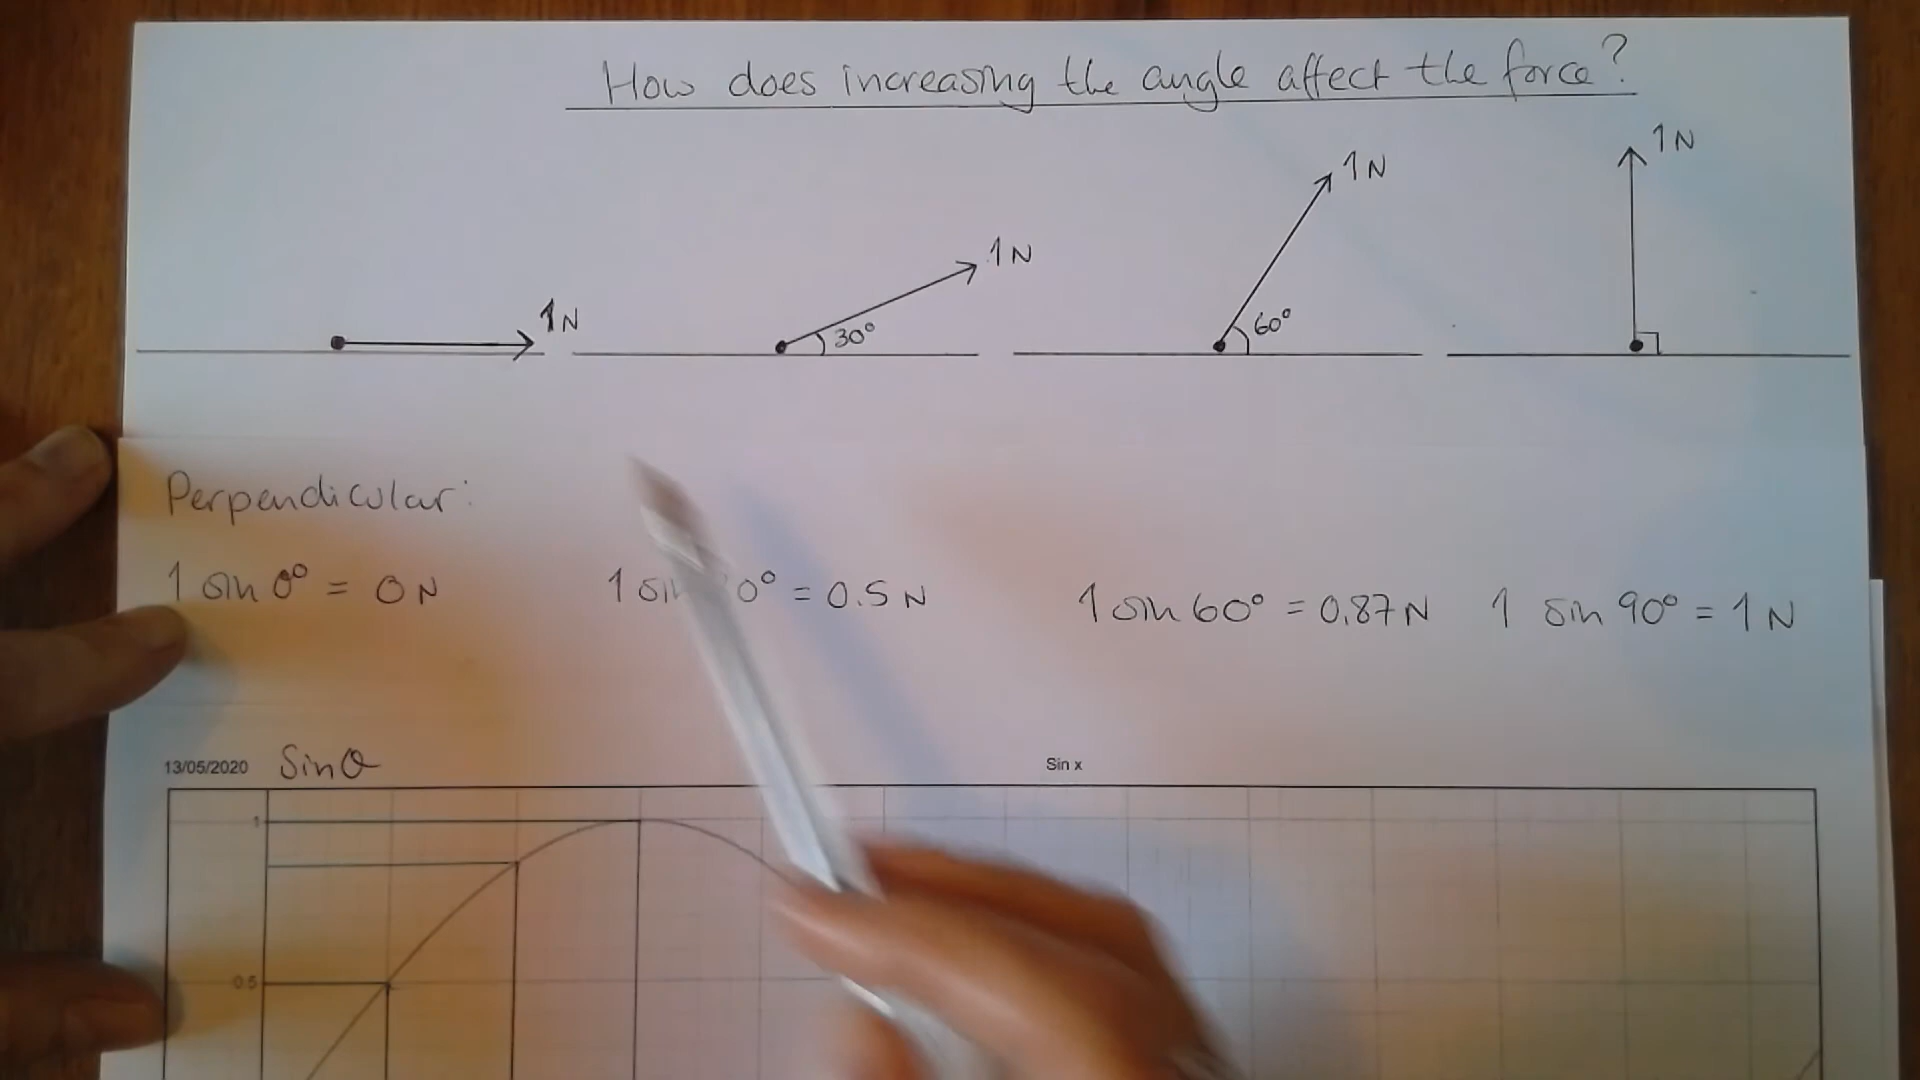 How does increasing the angle affect the force?
1N
1N
1N
1N
30°
60°
Perpendicular:
1 sin 0° = 0 N
1 sin 0° = 0.5 N
1 sin 60° = 0.87 N
1 sin 90° = 1 N
13/05/2020
Sin θ
Sin x
1
0.5